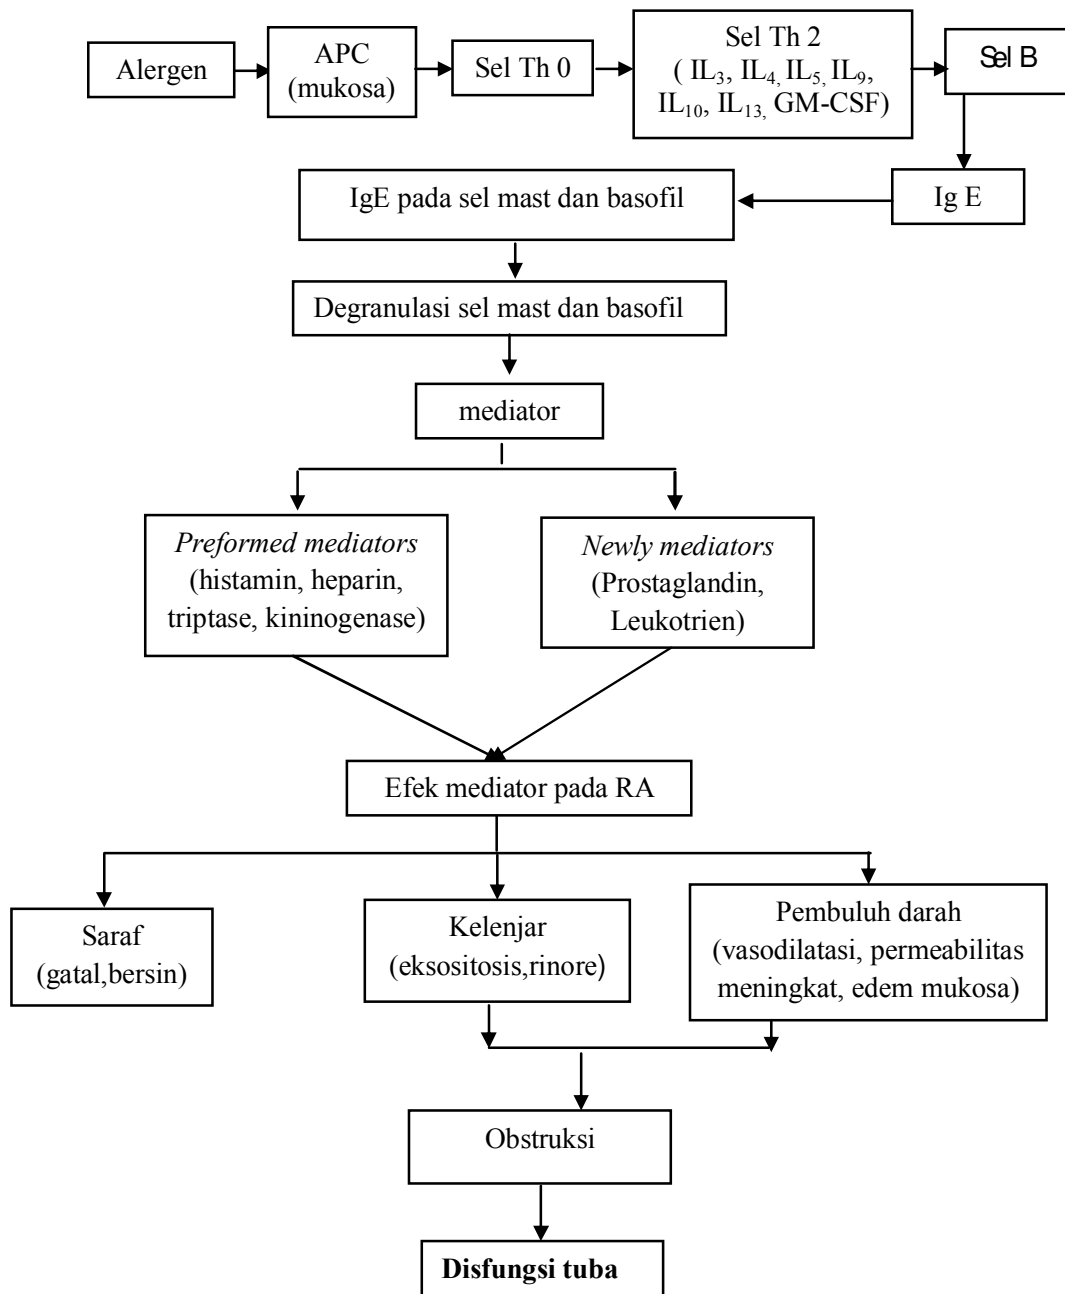 Alergen
APC
(mukosa)
Sel Th 0
Sel Th 2
( IL3, IL4, IL5, IL9,
IL10, IL13, GM-CSF)
Sel B
IgE pada sel mast dan basofil
Ig E
Degranulasi sel mast dan basofil
mediator
Preformed mediators
(histamin, heparin,
triptase, kininogenase)
Newly mediators
(Prostaglandin,
Leukotrien)
Efek mediator pada RA
Saraf
(gatal,bersin)
Kelenjar
(eksositosis,rinore)
Pembuluh darah
(vasodilatasi, permeabilitas
meningkat, edem mukosa)
Obstruksi
Disfungsi tuba